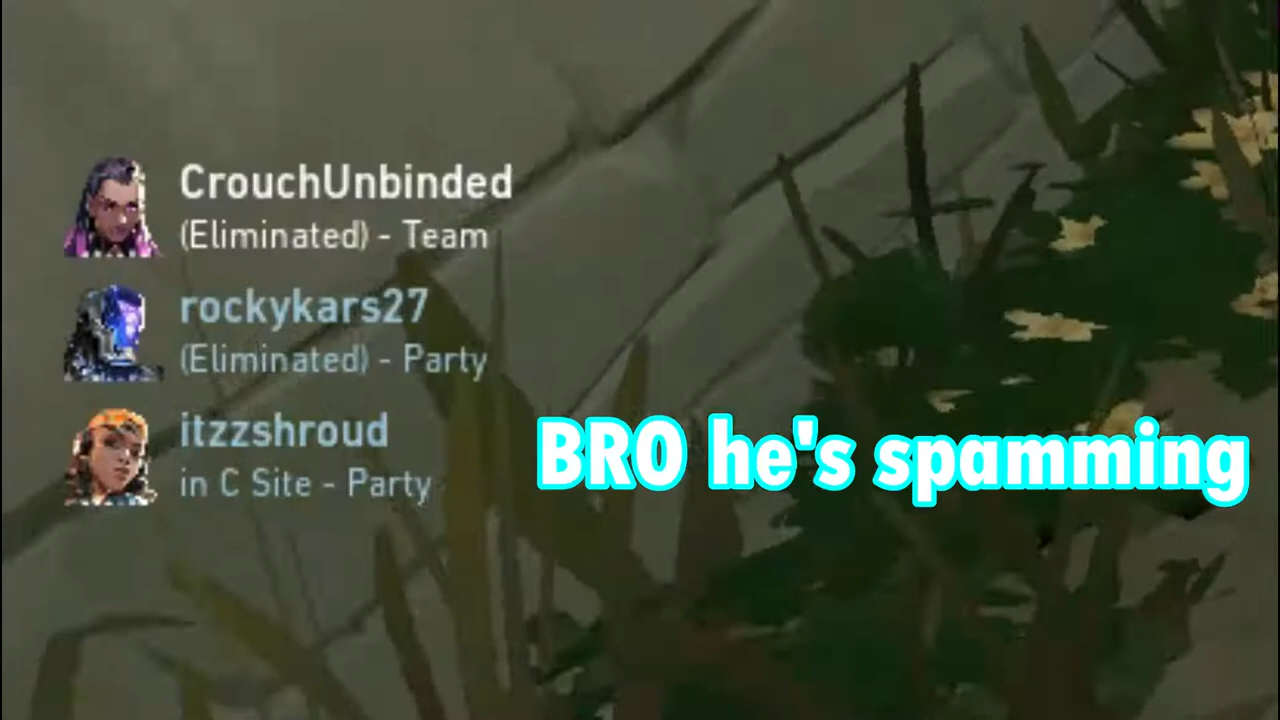 CrouchUnbinded
(Eliminated) - Team
rockykars27
(Eliminated) - Party
itzzshroud
in C Site - Party
BRO he's spamming